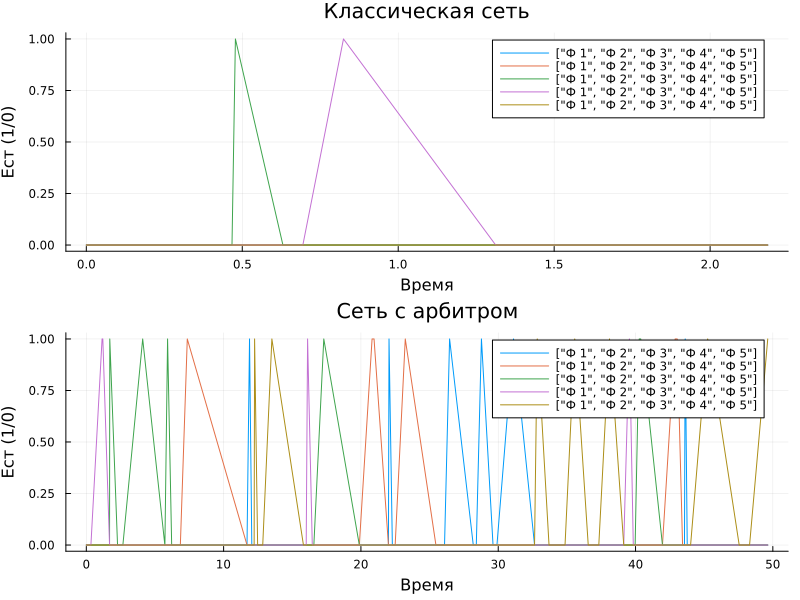 Классическая сеть
1.00
["Ф 1", "Ф 2", "Ф 3", "Ф 4", "Ф 5"]
["Ф 1", "Ф 2", "Ф 3", "Ф 4", "Ф 5"]
["Ф 1", "Ф 2", "Ф 3", "Ф 4", "Ф 5"]
["Ф 1", "Ф 2", "Ф 3", "Ф 4", "Ф 5"]
["Ф 1", "Ф 2", "Ф 3", "Ф 4", "Ф 5"]
0.75
0.50
0.25
0.00
Ест (1/0)
0.0 0.5 1.0 1.5 2.0
Время
Сеть с арбитром
1.00
["Ф 1", "Ф 2", "Ф 3", "Ф 4", "Ф 5"]
["Ф 1", "Ф 2", "Ф 3", "Ф 4", "Ф 5"]
["Ф 1", "Ф 2", "Ф 3", "Ф 4", "Ф 5"]
["Ф 1", "Ф 2", "Ф 3", "Ф 4", "Ф 5"]
["Ф 1", "Ф 2", "Ф 3", "Ф 4", "Ф 5"]
0.75
0.50
0.25
0.00
Ест (1/0)
0 10 20 30 40 50
Время